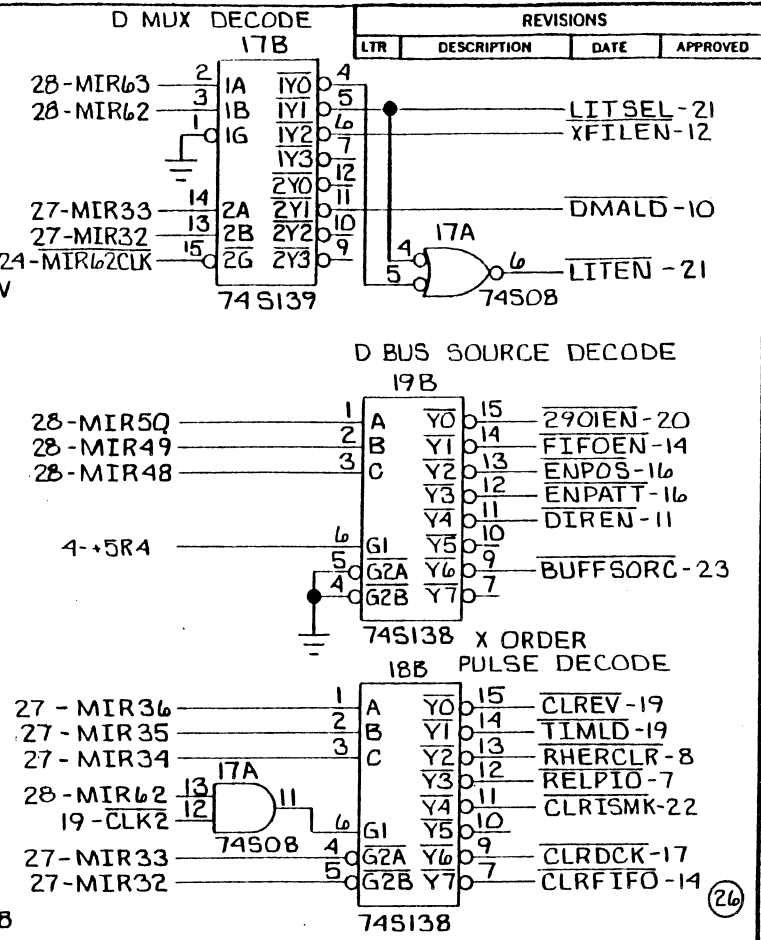 D MUX DECODE
REVISIONS
LTR DESCRIPTION DATE APPROVED
17B
28-MIR63 2 1A 1Y0 4
28-MIR62 3 1B 1Y1 5 LITSEL-21
1 1G 1Y2 6 XFILEN-12
1Y3 7
2Y0 12
27-MIR33 14 2A 2Y1 11 DMALD-10
27-MIR32 13 2B 2Y2 10
24-MIR62CLK 15 2G 2Y3 9
74S139
17A
4
5 6 LITEN-21
74S08
V
D BUS SOURCE DECODE
19B
28-MIR50 1 A Y0 15 2901EN-20
28-MIR49 2 B Y1 14 FIFOEN-14
28-MIR48 3 C Y2 13 ENPOS-16
Y3 12 ENPATT-16
Y4 11 DIREN-11
4-+5R4 6 G1 Y5 10
5 G2A Y6 9 BUFFSORC-23
4 G2B Y7 7
74S138
X ORDER
PULSE DECODE
18B
27-MIR36 1 A Y0 15 CLREV-19
27-MIR35 2 B Y1 14 TIMLD-19
27-MIR34 3 C Y2 13 RHERCLR-8
17A Y3 12 RELPIO-7
28-MIR62 13 Y4 11 CLRISMK-22
19-CLK2 12 11 6 G1 Y5 10
74S08
27-MIR33 4 G2A Y6 9 CLRDCK-17
27-MIR32 5 G2B Y7 7 CLRFIFO-14
74S138
26
B